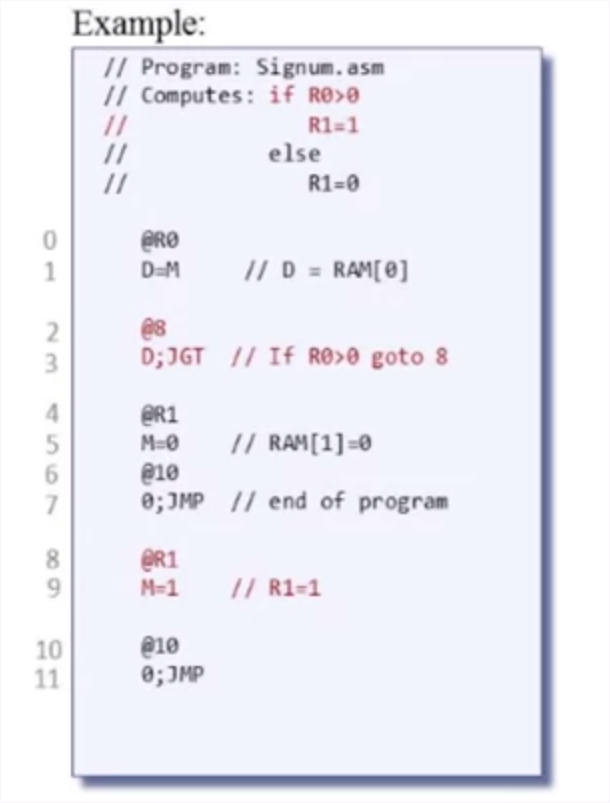 Example:
// Program: Signum.asm
// Computes: if R0>0
//               R1=1
//           else
//               R1=0
0 @R0
1 D=M // D = RAM[0]
2 @8
3 D;JGT // If R0>0 goto 8
4 @R1
5 M=0 // RAM[1]=0
6 @10
7 0;JMP // end of program
8 @R1
9 M=1 // R1=1
10 @10
11 0;JMP